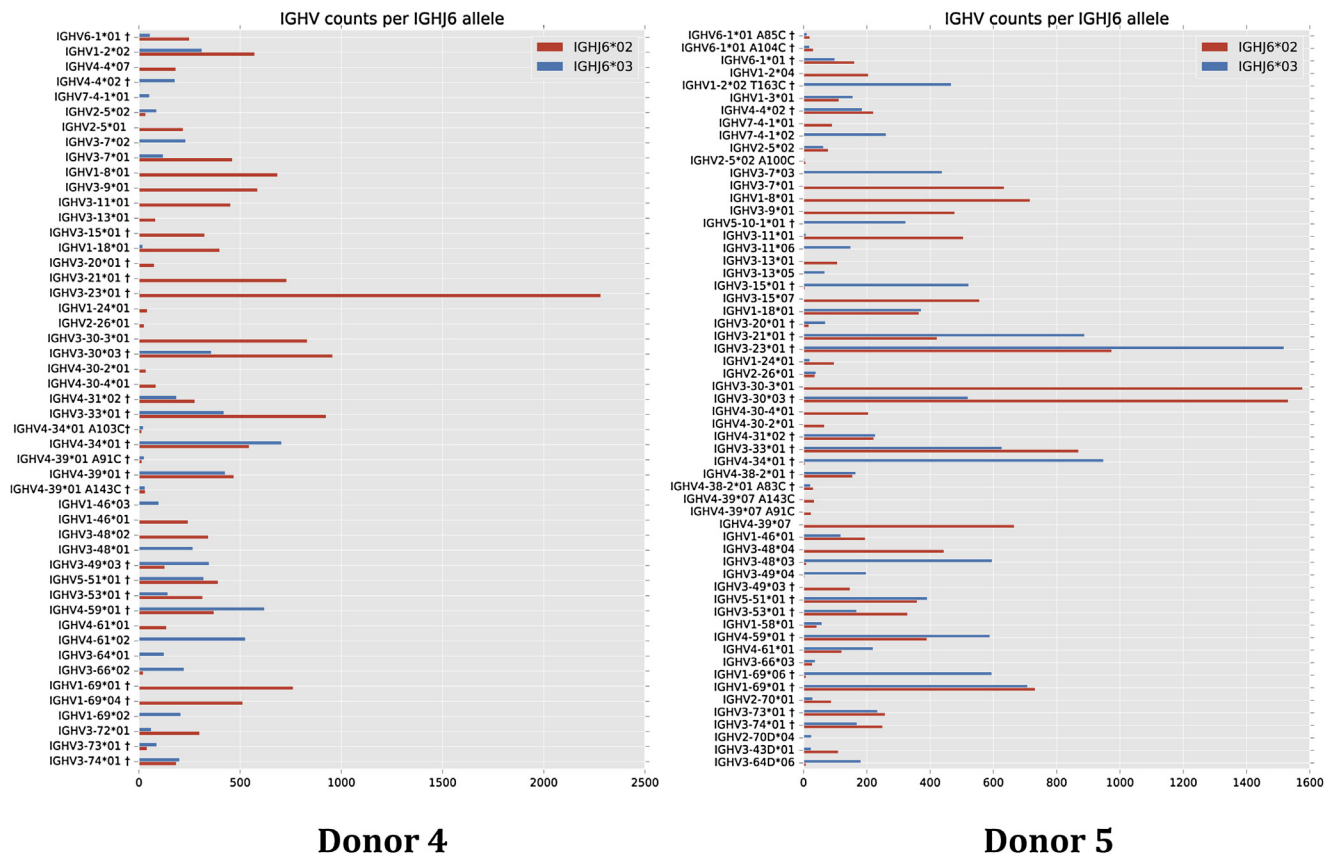 IGHV counts per IGHJ6 allele
IGHJ6*02
IGHJ6*03
IGHV6-1*01 †
IGHV1-2*02
IGHV4-4*07
IGHV4-4*02 †
IGHV7-4-1*01
IGHV2-5*02
IGHV2-5*01
IGHV3-7*02
IGHV3-7*01
IGHV1-8*01
IGHV3-9*01
IGHV3-11*01
IGHV3-13*01
IGHV3-15*01 †
IGHV1-18*01
IGHV3-20*01 †
IGHV3-21*01 †
IGHV3-23*01 †
IGHV1-24*01
IGHV2-26*01
IGHV3-30-3*01
IGHV3-30*03 †
IGHV4-30-2*01
IGHV4-30-4*01
IGHV4-31*02 †
IGHV3-33*01 †
IGHV4-34*01 A103C†
IGHV4-34*01 †
IGHV4-39*01 A91C †
IGHV4-39*01 †
IGHV4-39*01 A143C †
IGHV1-46*03
IGHV1-46*01
IGHV3-48*02
IGHV3-48*01
IGHV3-49*03 †
IGHV5-51*01 †
IGHV3-53*01 †
IGHV4-59*01 †
IGHV4-61*01
IGHV4-61*02
IGHV3-64*01
IGHV3-66*02
IGHV1-69*01 †
IGHV1-69*04 †
IGHV1-69*02
IGHV3-72*01
IGHV3-73*01 †
IGHV3-74*01 †
0 500 1000 1500 2000 2500
Donor 4
IGHV counts per IGHJ6 allele
IGHJ6*02
IGHJ6*03
IGHV6-1*01 A85C †
IGHV6-1*01 A104C †
IGHV6-1*01 †
IGHV1-2*04
IGHV1-2*02 T163C †
IGHV1-3*01
IGHV4-4*02 †
IGHV7-4-1*01
IGHV7-4-1*02
IGHV2-5*02
IGHV2-5*02 A100C
IGHV3-7*03
IGHV3-7*01
IGHV1-8*01
IGHV3-9*01
IGHV5-10-1*01 †
IGHV3-11*01
IGHV3-11*06
IGHV3-13*01
IGHV3-13*05
IGHV3-15*01 †
IGHV3-15*07
IGHV1-18*01
IGHV3-20*01 †
IGHV3-21*01 †
IGHV3-23*01 †
IGHV1-24*01
IGHV2-26*01
IGHV3-30-3*01
IGHV3-30*03 †
IGHV4-30-4*01
IGHV4-30-2*01
IGHV4-31*02 †
IGHV3-33*01 †
IGHV4-34*01 †
IGHV4-38-2*01 †
IGHV4-38-2*01 A83C †
IGHV4-39*07 A143C
IGHV4-39*07 A91C
IGHV4-39*07
IGHV1-46*01
IGHV3-48*04
IGHV3-48*03
IGHV3-49*04
IGHV3-49*03 †
IGHV5-51*01 †
IGHV3-53*01 †
IGHV1-58*01
IGHV4-59*01 †
IGHV4-61*01
IGHV3-66*03
IGHV1-69*06 †
IGHV1-69*01 †
IGHV2-70*01
IGHV3-73*01 †
IGHV3-74*01 †
IGHV2-70D*04
IGHV3-43D*01
IGHV3-64D*06
0 200 400 600 800 1000 1200 1400 1600
Donor 5